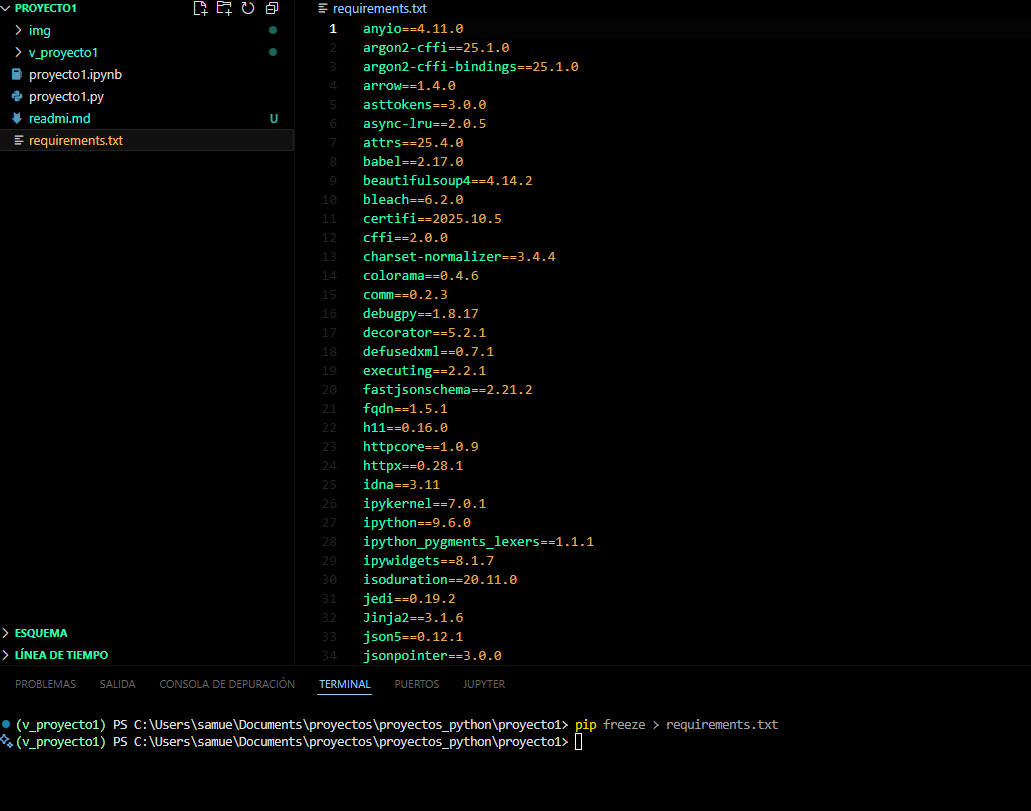 PROYECTO1
img
v_proyecto1
proyecto1.ipynb
proyecto1.py
readmi.md U
requirements.txt
ESQUEMA
LÍNEA DE TIEMPO
requirements.txt
1 anyio==4.11.0
2 argon2-cffi==25.1.0
3 argon2-cffi-bindings==25.1.0
4 arrow==1.4.0
5 asttokens==3.0.0
6 async-lru==2.0.5
7 attrs==25.4.0
8 babel==2.17.0
9 beautifulsoup4==4.14.2
10 bleach==6.2.0
11 certifi==2025.10.5
12 cffi==2.0.0
13 charset-normalizer==3.4.4
14 colorama==0.4.6
15 comm==0.2.3
16 debugpy==1.8.17
17 decorator==5.2.1
18 defusedxml==0.7.1
19 executing==2.2.1
20 fastjsonschema==2.21.2
21 fqdn==1.5.1
22 h11==0.16.0
23 httpcore==1.0.9
24 httpx==0.28.1
25 idna==3.11
26 ipykernel==7.0.1
27 ipython==9.6.0
28 ipython_pygments_lexers==1.1.1
29 ipywidgets==8.1.7
30 isoduration==20.11.0
31 jedi==0.19.2
32 Jinja2==3.1.6
33 json5==0.12.1
34 jsonpointer==3.0.0
PROBLEMAS SALIDA CONSOLA DE DEPURACIÓN TERMINAL PUERTOS JUPYTER
(v_proyecto1) PS C:\Users\samue\Documents\proyectos\proyectos_python\proyecto1> pip freeze > requirements.txt
(v_proyecto1) PS C:\Users\samue\Documents\proyectos\proyectos_python\proyecto1>